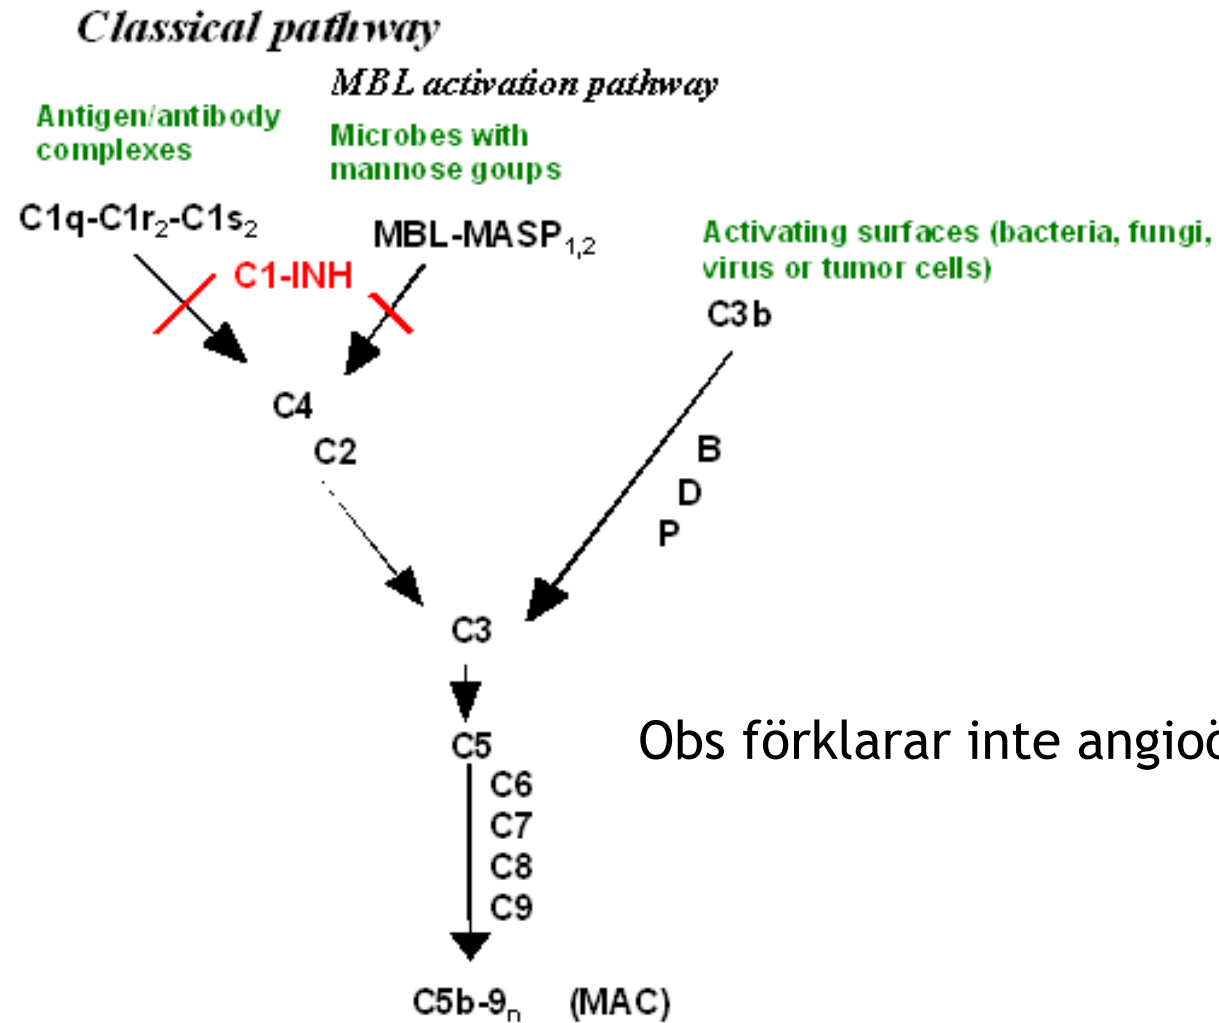 Classical pathway
MBL activation pathway
Antigen/antibody
complexes
Microbes with
mannose goups
C1q-C1r₂-C1s₂
MBL-MASP₁,₂
Activating surfaces (bacteria, fungi,
virus or tumor cells)
C1-INH
C3b
C4
C2
B
D
P
C3
C5
Obs förklarar inte
C6
C7
C8
C9
C5b-9ₙ (MAC)